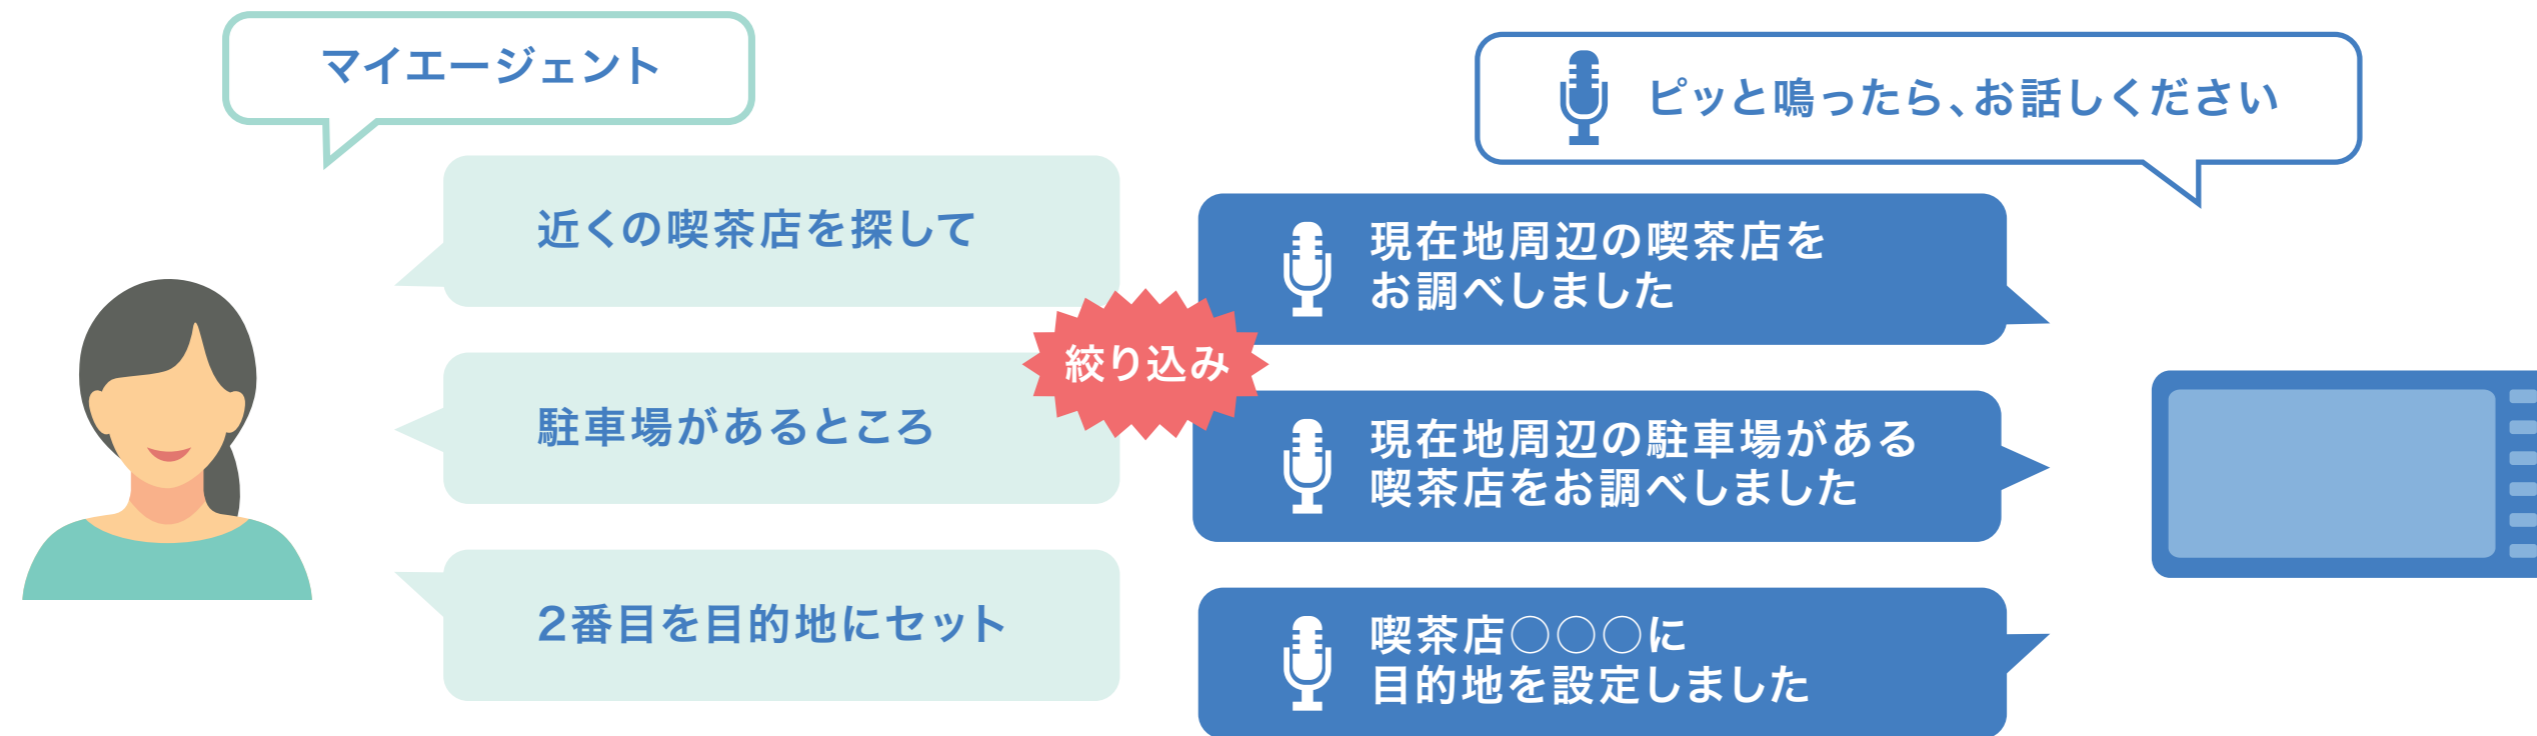 マイエージェント
ピッと鳴ったら、お話しください
近くの喫茶店を探して
現在地周辺の喫茶店を
お調べしました
絞り込み
駐車場があるところ
現在地周辺の駐車場がある
喫茶店をお調べしました
2番目を目的地にセット
喫茶店〇〇〇に
目的地を設定しました